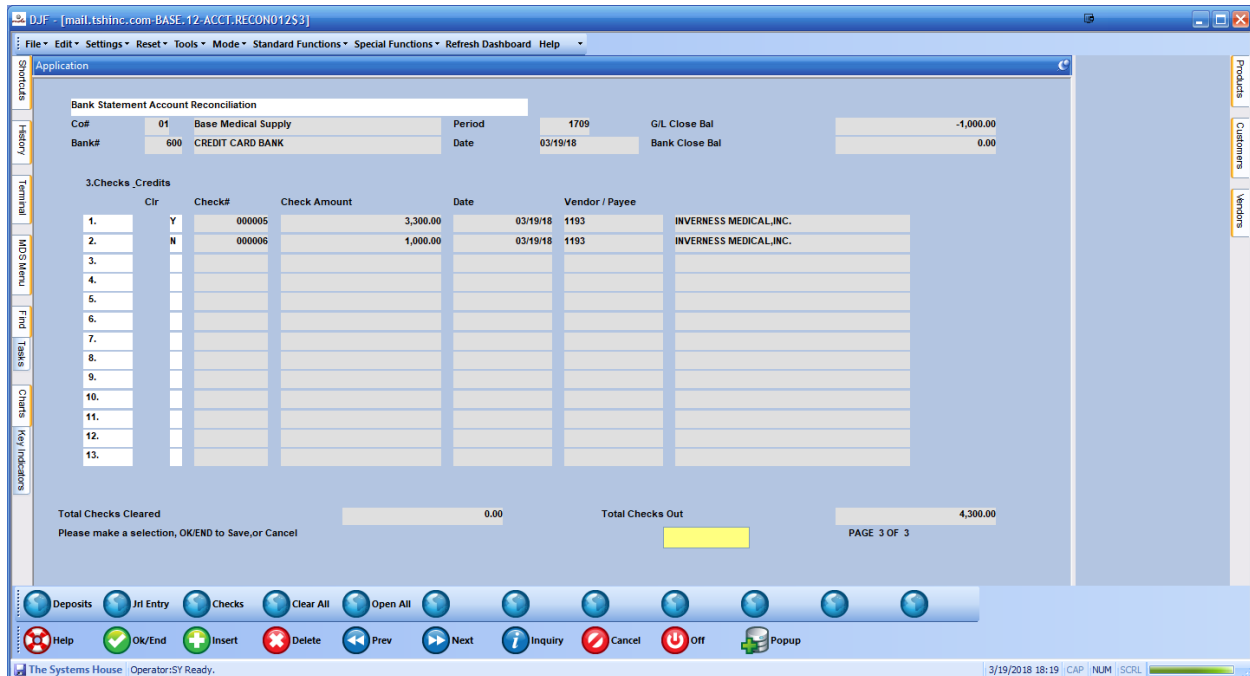 DJF - [mail.tshinc.com-BASE.12-ACCT.RECON012$3]
File Edit Settings Reset Tools Mode Standard Functions Special Functions Refresh Dashboard Help
Application
Shortcuts
History
Terminal
MDS Menu
Find
Tasks
Charts
Key Indicators
Products
Customers
Vendors
Bank Statement Account Reconciliation
Co# 01 Base Medical Supply Period 1709 G/L Close Bal -1,000.00
Bank# 600 CREDIT CARD BANK Date 03/19/18 Bank Close Bal 0.00
3.Checks_Credits
Clr Check# Check Amount Date Vendor / Payee
1. Y 000005 3,300.00 03/19/18 1193 INVERNESS MEDICAL,INC.
2. N 000006 1,000.00 03/19/18 1193 INVERNESS MEDICAL,INC.
3.
4.
5.
6.
7.
8.
9.
10.
11.
12.
13.
Total Checks Cleared 0.00 Total Checks Out 4,300.00
Please make a selection, OK/END to Save,or Cancel PAGE 3 OF 3
Deposits Jrl Entry Checks Clear All Open All
Help Ok/End Insert Delete Prev Next Inquiry Cancel Off Popup
The Systems House Operator:SY Ready. 3/19/2018 18:19 CAP NUM SCRL